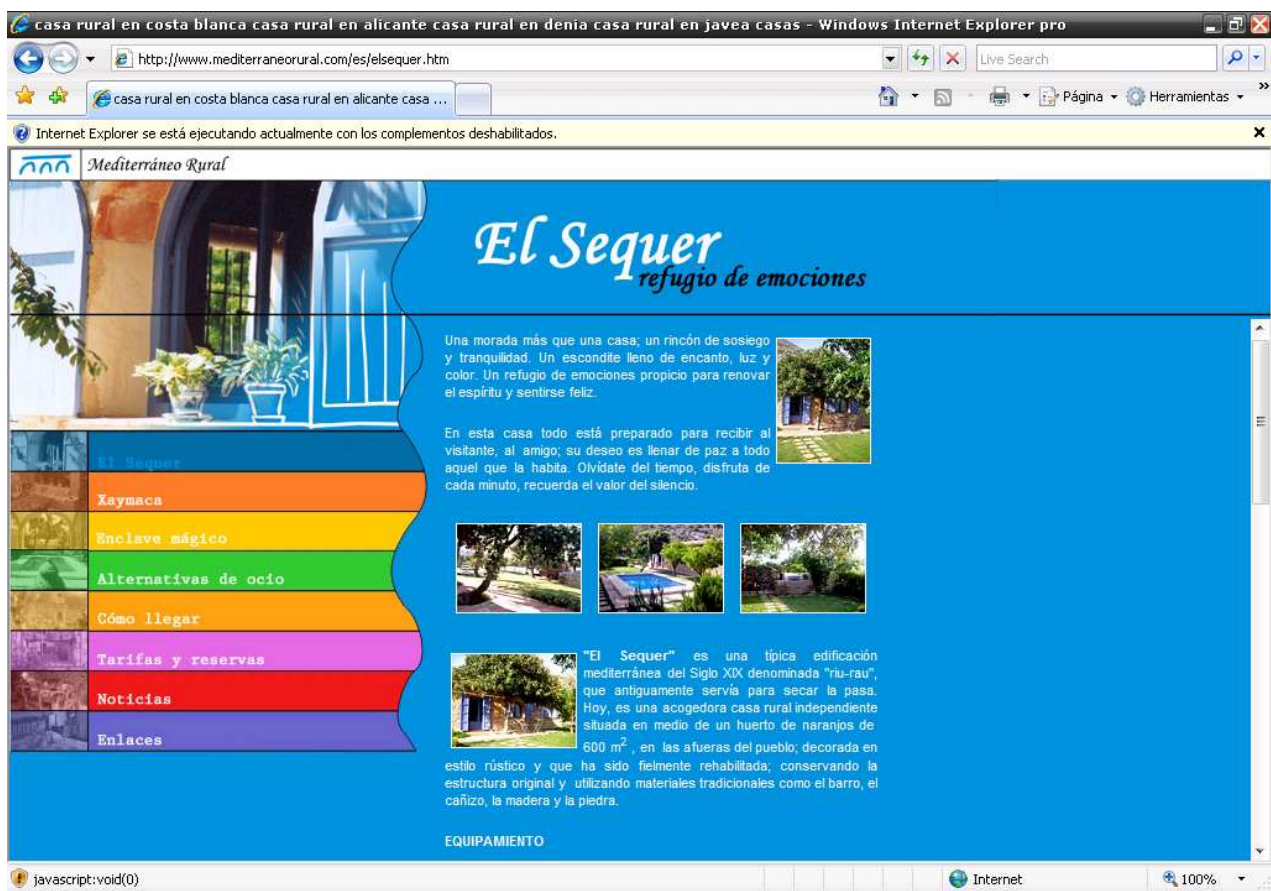 casa rural en costa blanca casa rural en alicante casa rural en denia casa rural en javea casas - Windows Internet Explorer pro
http://www.mediterraneorural.com/es/elsequer.htm
Live Search
casa rural en costa blanca casa rural en alicante casa ...
Página
Herramientas
»
Internet Explorer se está ejecutando actualmente con los complementos deshabilitados.
Mediterráneo Rural
El Sequer
refugio de emociones
El Sequer
Xaymaca
Enclave mágico
Alternativas de ocio
Cómo llegar
Tarifas y reservas
Noticias
Enlaces
Una morada más que una casa; un rincón de sosiego
y tranquilidad. Un escondite lleno de encanto, luz y
color. Un refugio de emociones propicio para renovar
el espíritu y sentirse feliz.
En esta casa todo está preparado para recibir al
visitante, al amigo; su deseo es llenar de paz a todo
aquel que la habita. Olvídate del tiempo, disfruta de
cada minuto, recuerda el valor del silencio.
"El Sequer" es una típica edificación
mediterránea del Siglo XIX denominada "riu-rau",
que antiguamente servía para secar la pasa.
Hoy, es una acogedora casa rural independiente
situada en medio de un huerto de naranjos de
600 m2 , en las afueras del pueblo; decorada en
estilo rústico y que ha sido fielmente rehabilitada; conservando la
estructura original y utilizando materiales tradicionales como el barro, el
cañizo, la madera y la piedra.
EQUIPAMIENTO
javascript:void(0)
Internet
100%